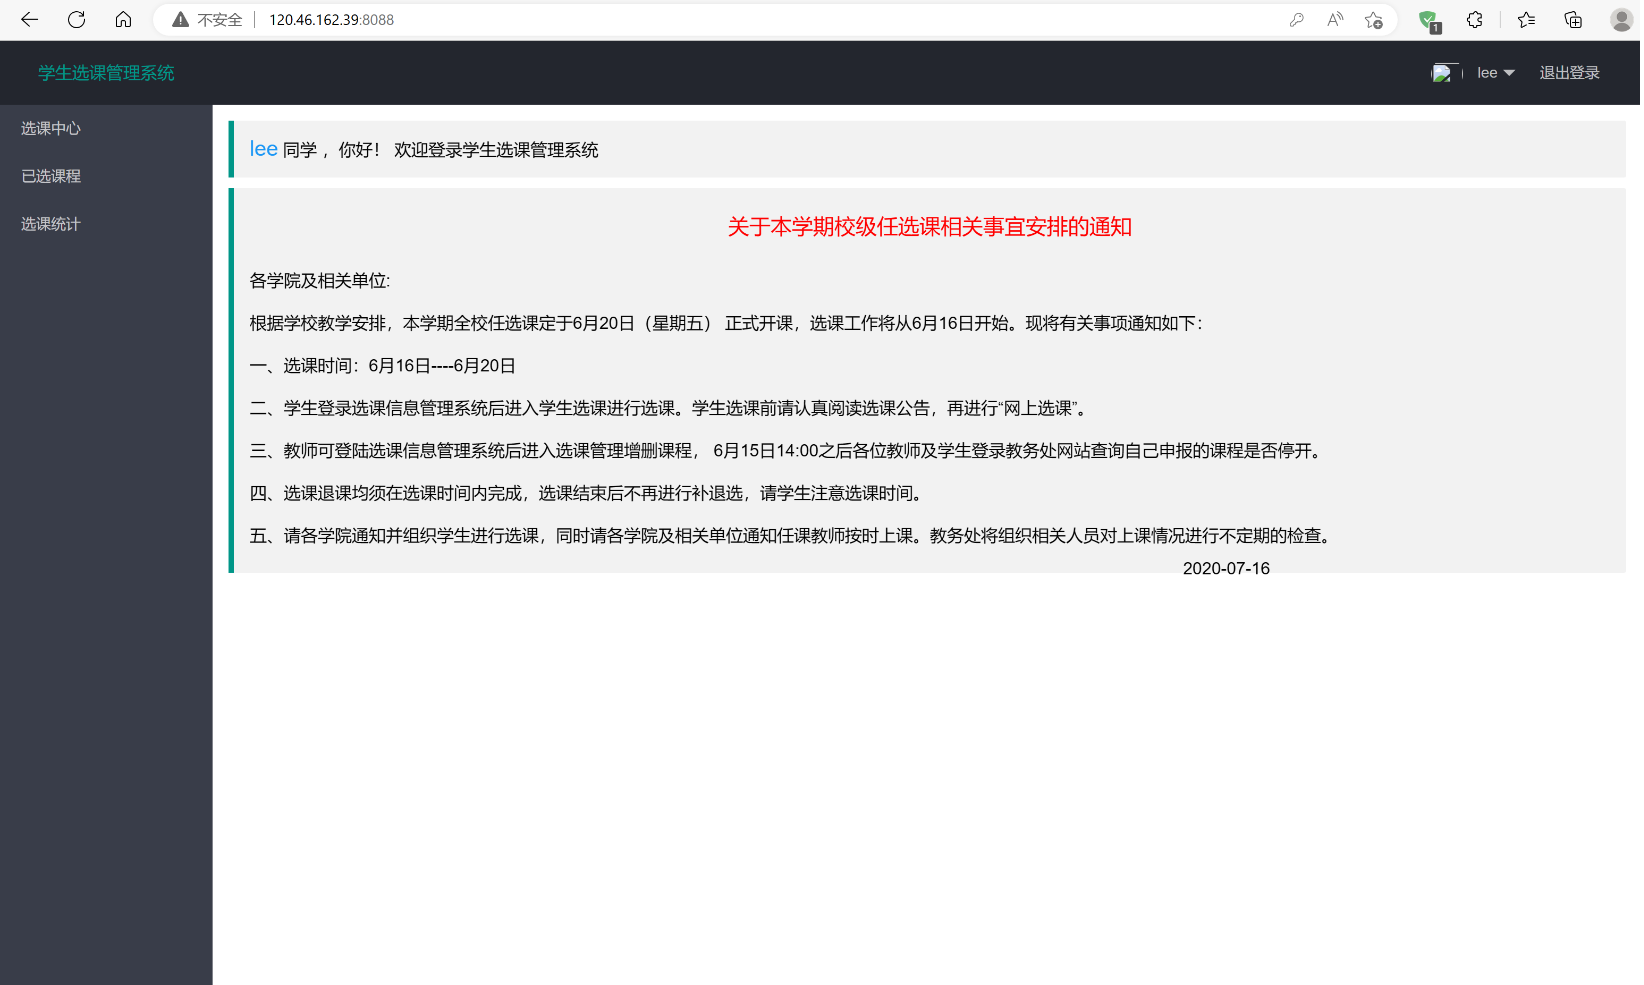 不安全 120.46.162.39:8088
1
学生选课管理系统
lee
退出登录
选课中心
已选课程
选课统计
lee 同学 ，你好！ 欢迎登录学生选课管理系统
关于本学期校级任选课相关事宜安排的通知
各学院及相关单位:
根据学校教学安排，本学期全校任选课定于6月20日（星期五） 正式开课，选课工作将从6月16日开始。现将有关事项通知如下：
一、选课时间：6月16日----6月20日
二、学生登录选课信息管理系统后进入学生选课进行选课。学生选课前请认真阅读选课公告，再进行“网上选课”。
三、教师可登陆选课信息管理系统后进入选课管理增删课程， 6月15日14:00之后各位教师及学生登录教务处网站查询自己申报的课程是否停开。
四、选课退课均须在选课时间内完成，选课结束后不再进行补退选，请学生注意选课时间。
五、请各学院通知并组织学生进行选课，同时请各学院及相关单位通知任课教师按时上课。教务处将组织相关人员对上课情况进行不定期的检查。
2020-07-16